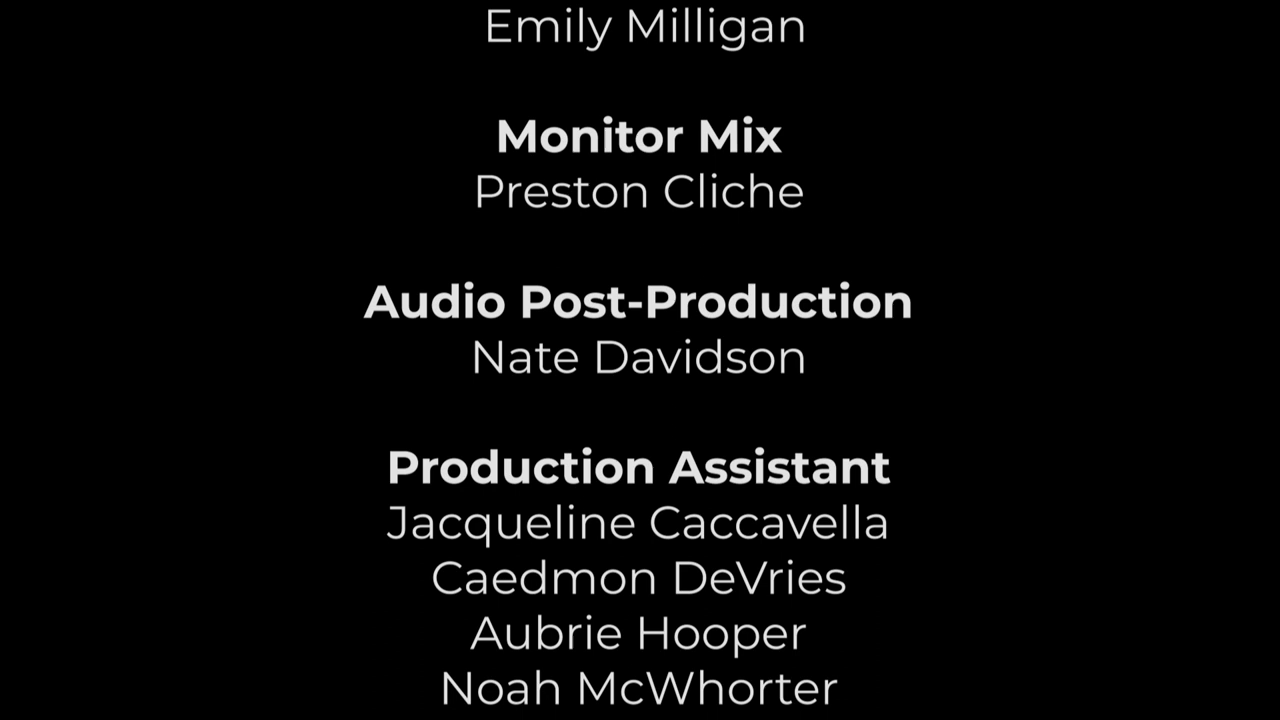 Emily Milligan
Monitor Mix
Preston Cliche
Audio Post-Production
Nate Davidson
Production Assistant
Jacqueline Caccavella
Caedmon DeVries
Aubrie Hooper
Noah McWhorter